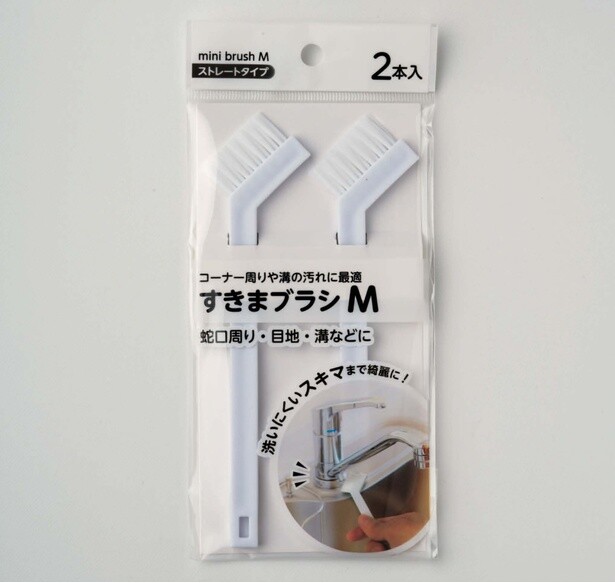 mini brush M
ストレートタイプ
2本入
コーナー周りや溝の汚れに最適
すきまブラシ M
蛇口周り・目地・溝などに
洗いにくいスキマまで綺麗に！